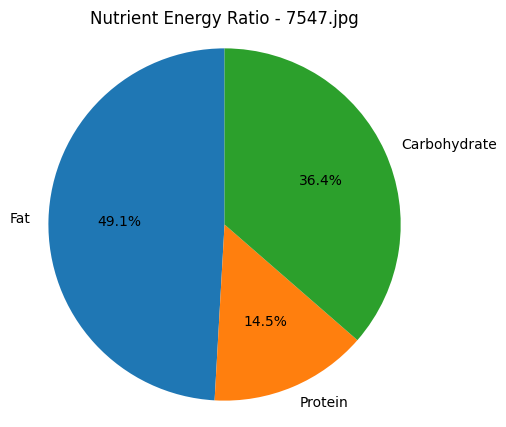 Nutrient Energy Ratio - 7547.jpg
Carbohydrate
36.4%
Fat
49.1%
14.5%
Protein